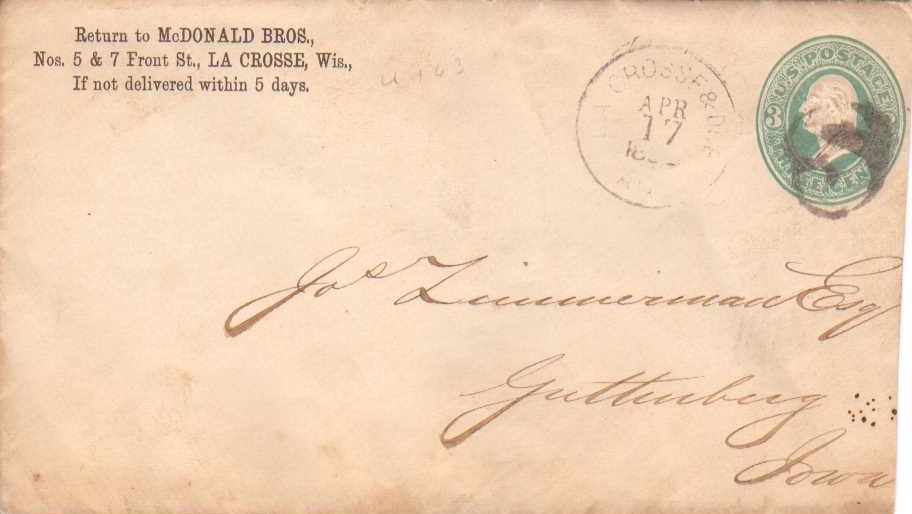 Return to McDONALD BROS.,
Nos. 5 & 7 Front St., LA CROSSE, Wis.,
If not delivered within 5 days.
CROSSE &
APR
17
U.S. POSTAGE
3
Jos Zimmerman Esq
Guttenberg
Iowa